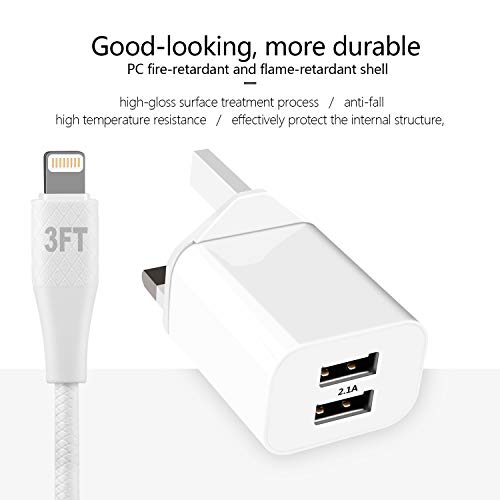 Good-looking, more durable
PC fire-retardant and flame-retardant shell
high-gloss surface treatment process / anti-fall
high temperature resistance / effectively protect the internal structure,
3FT
2.1A